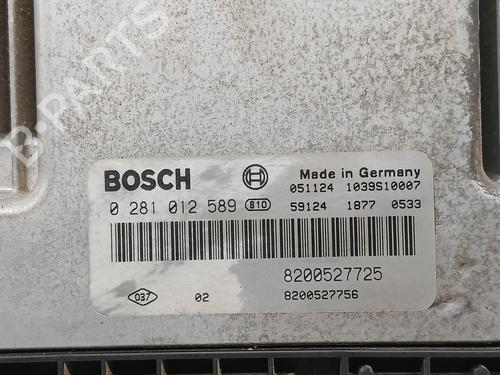 B-PARTS
BOSCH
Made in Germany
051124 1039S10007
0 281 012 589 810 59124 1877 0533
8200527725
037 02 8200527756